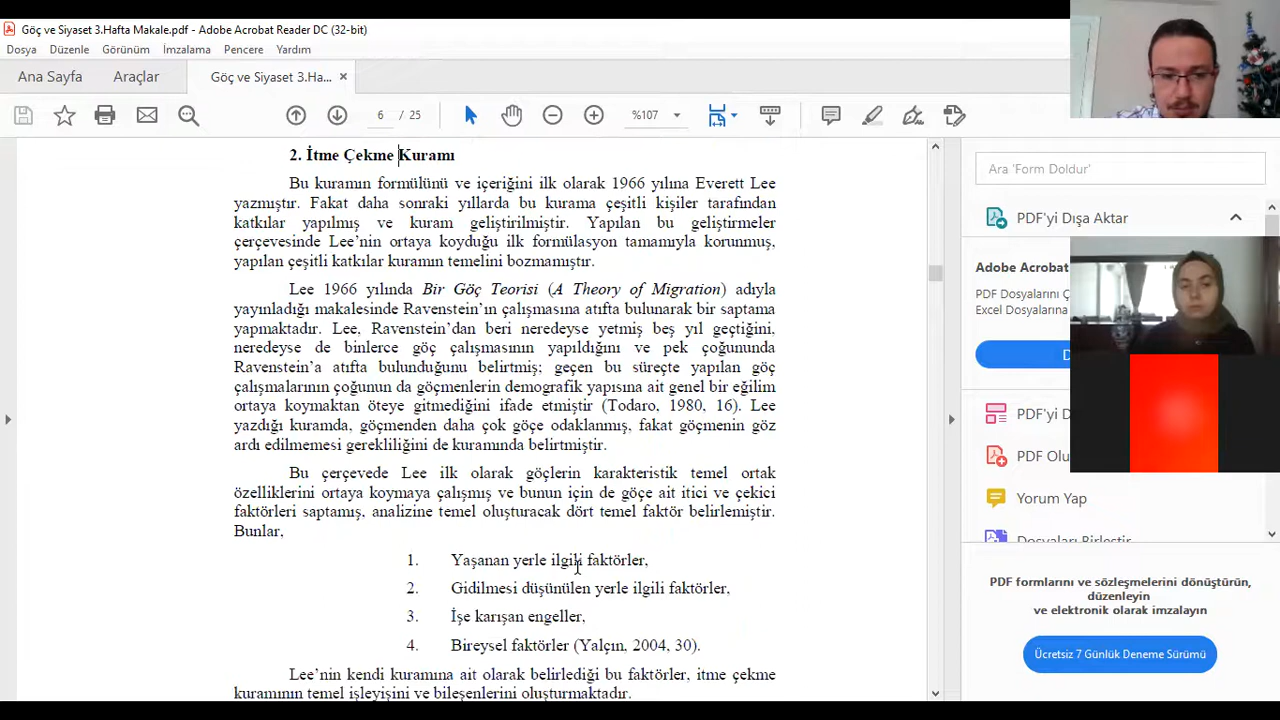 Göç ve Siyaset 3.Hafta Makale.pdf - Adobe Acrobat Reader DC (32-bit)
Dosya Düzenle Görünüm İmzalama Pencere Yardım
Ana Sayfa Araçlar Göç ve Siyaset 3.Ha... ×
6 / 25 %107
2. İtme Çekme Kuramı
Bu kuramın formülünü ve içeriğini ilk olarak 1966 yılına Everett Lee
yazmıştır. Fakat daha sonraki yıllarda bu kurama çeşitli kişiler tarafından
katkılar yapılmış ve kuram geliştirilmiştir. Yapılan bu geliştirmeler
çerçevesinde Lee’nin ortaya koyduğu ilk formülasyon tamamıyla korunmuş,
yapılan çeşitli katkılar kuramın temelini bozmamıştır.
Lee 1966 yılında Bir Göç Teorisi (A Theory of Migration) adıyla
yayınladığı makalesinde Ravenstein’ın çalışmasına atıfta bulunarak bir saptama
yapmaktadır. Lee, Ravenstein’dan beri neredeyse yetmiş beş yıl geçtiğini,
neredeyse de binlerce göç çalışmasının yapıldığını ve pek çoğununda
Ravenstein’a atıfta bulunduğunu belirtmiş; geçen bu süreçte yapılan göç
çalışmalarının çoğunun da göçmenlerin demografik yapısına ait genel bir eğilim
ortaya koymaktan öteye gitmediğini ifade etmiştir (Todaro, 1980, 16). Lee
yazdığı kuramda, göçmenden daha çok göçe odaklanmış, fakat göçmenin göz
ardı edilmemesi gerekliliğini de kuramında belirtmiştir.
Bu çerçevede Lee ilk olarak göçlerin karakteristik temel ortak
özelliklerini ortaya koymaya çalışmış ve bunun için de göçe ait itici ve çekici
faktörleri saptamış, analizine temel oluşturacak dört temel faktör belirlemiştir.
Bunlar,
1. Yaşanan yerle ilgili faktörler,
2. Gidilmesi düşünülen yerle ilgili faktörler,
3. İşe karışan engeller,
4. Bireysel faktörler (Yalçın, 2004, 30).
Lee’nin kendi kuramına ait olarak belirlediği bu faktörler, itme çekme
kuramının temel işleyişini ve bileşenlerini oluşturmaktadır.
Ara 'Form Doldur'
PDF'yi Dışa Aktar
Adobe Acrobat
PDF Dosyalarını Ç
Excel Dosyalarına
D
PDF'yi D
PDF Olu
Yorum Yap
Dosyaları Birleştir
PDF formlarını ve sözleşmelerini dönüştürün,
düzenleyin
ve elektronik olarak imzalayın
Ücretsiz 7 Günlük Deneme Sürümü